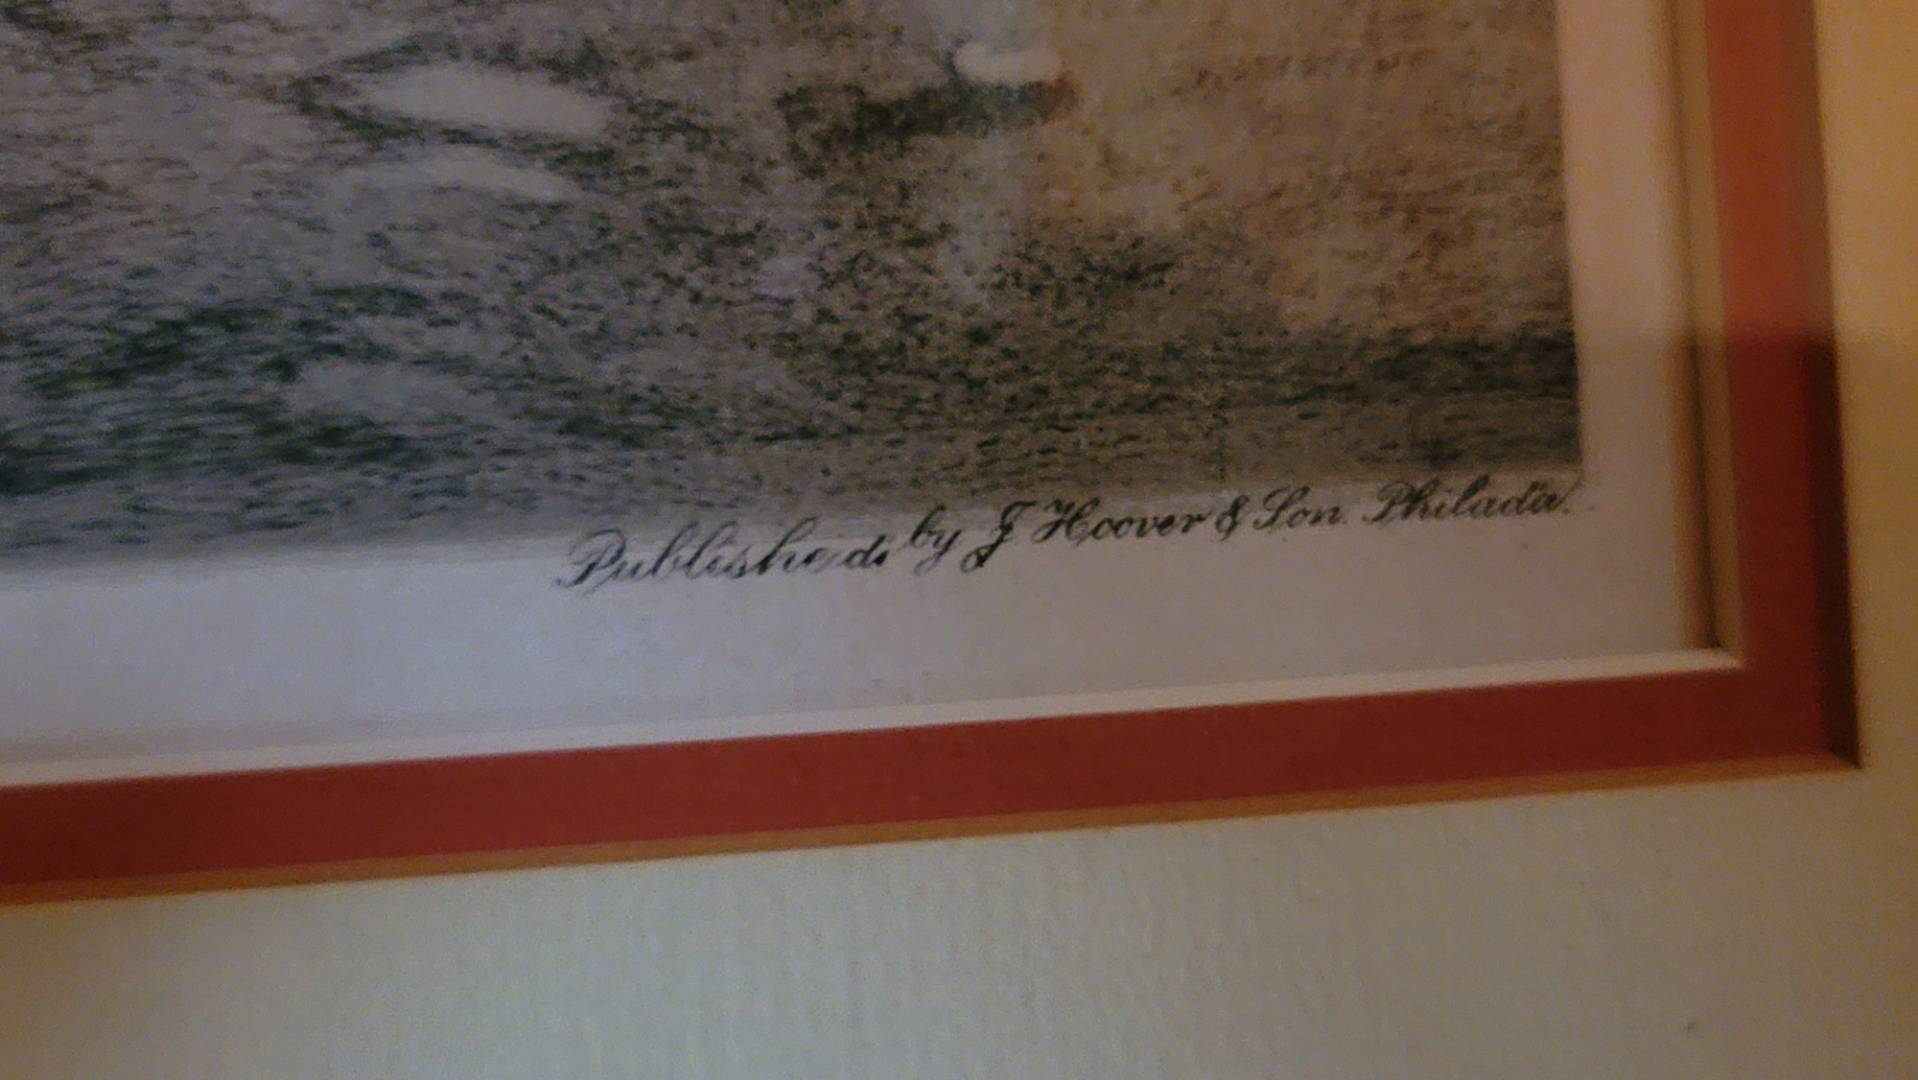 Published by J Hoover & Son. Philada.